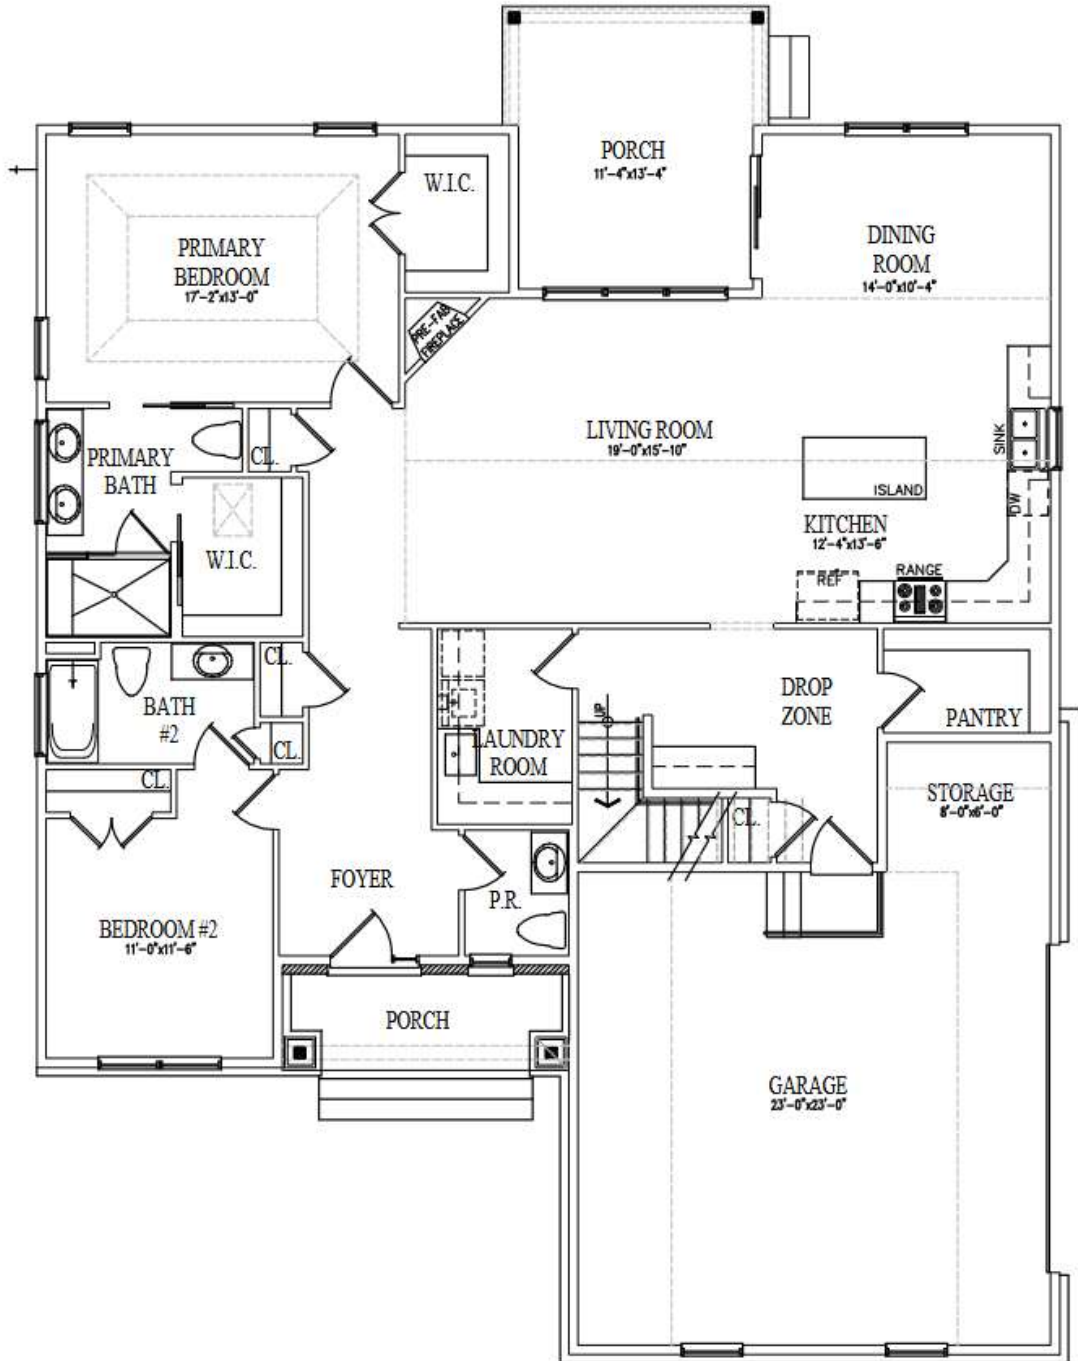 PORCH
11'-4"x13'-4"
W.I.C.
PRIMARY
BEDROOM
17'-2"x13'-0"
DINING
ROOM
14'-0"x10'-4"
PRE-FAB
FIREPLACE
LIVING ROOM
19'-0"x15'-10"
SINK
ISLAND
DW
KITCHEN
12'-4"x13'-6"
RANGE
REF
CL.
PRIMARY
BATH
W.I.C.
CL.
BATH
#2
CL.
CL.
DROP
ZONE
PANTRY
UP
LAUNDRY
ROOM
STORAGE
8'-0"x6'-0"
CL.
FOYER
P.R.
BEDROOM #2
11'-0"x11'-6"
PORCH
GARAGE
23'-0"x23'-0"